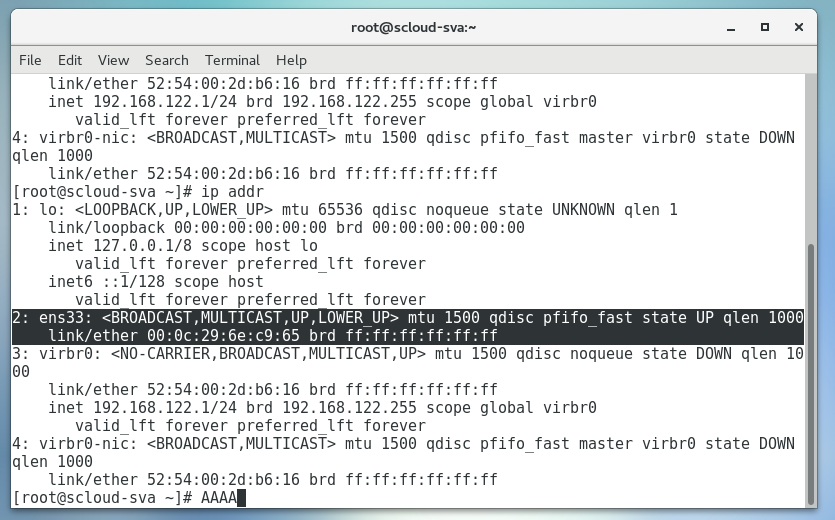 root@scloud-sva:~
File Edit View Search Terminal Help
link/ether 52:54:00:2d:b6:16 brd ff:ff:ff:ff:ff:ff
inet 192.168.122.1/24 brd 192.168.122.255 scope global virbr0
valid_lft forever preferred_lft forever
4: virbr0-nic: <BROADCAST,MULTICAST> mtu 1500 qdisc pfifo_fast master virbr0 state DOWN
qlen 1000
link/ether 52:54:00:2d:b6:16 brd ff:ff:ff:ff:ff:ff
[root@scloud-sva ~]# ip addr
1: lo: <LOOPBACK,UP,LOWER_UP> mtu 65536 qdisc noqueue state UNKNOWN qlen 1
link/loopback 00:00:00:00:00:00 brd 00:00:00:00:00:00
inet 127.0.0.1/8 scope host lo
valid_lft forever preferred_lft forever
inet6 ::1/128 scope host
valid_lft forever preferred_lft forever
2: ens33: <BROADCAST,MULTICAST,UP,LOWER_UP> mtu 1500 qdisc pfifo_fast state UP qlen 1000
link/ether 00:0c:29:6e:c9:65 brd ff:ff:ff:ff:ff:ff
3: virbr0: <NO-CARRIER,BROADCAST,MULTICAST,UP> mtu 1500 qdisc noqueue state DOWN qlen 10
00
link/ether 52:54:00:2d:b6:16 brd ff:ff:ff:ff:ff:ff
inet 192.168.122.1/24 brd 192.168.122.255 scope global virbr0
valid_lft forever preferred_lft forever
4: virbr0-nic: <BROADCAST,MULTICAST> mtu 1500 qdisc pfifo_fast master virbr0 state DOWN
qlen 1000
link/ether 52:54:00:2d:b6:16 brd ff:ff:ff:ff:ff:ff
[root@scloud-sva ~]# AAAA